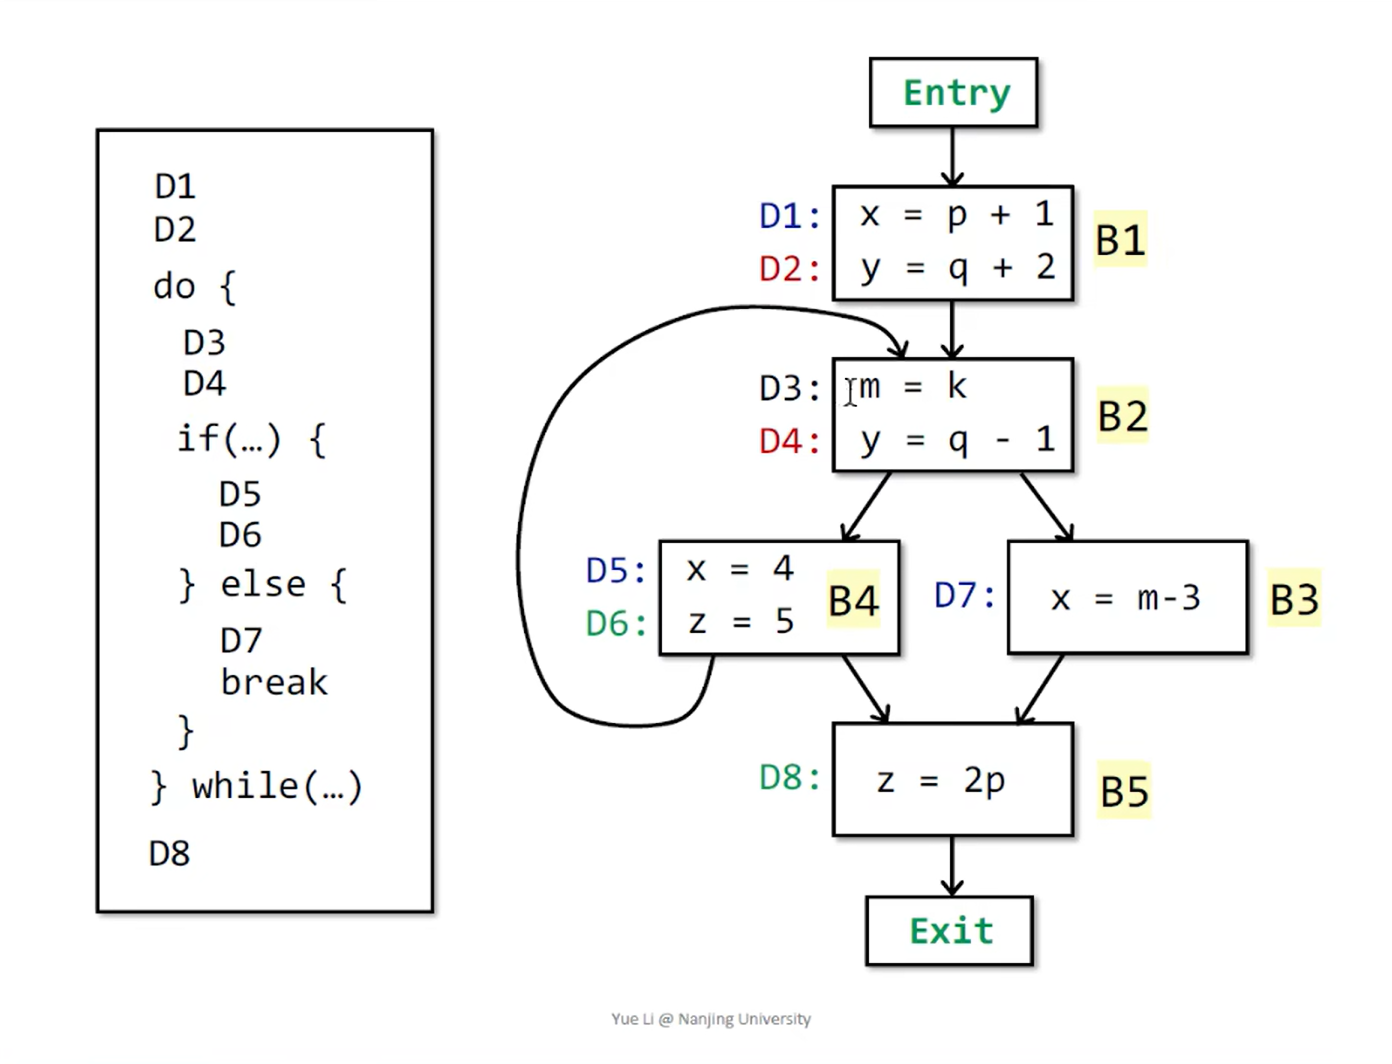 D1
D2
do {
D3
D4
if(…) {
D5
D6
} else {
D7
break
}
} while(…)
D8
Entry
D1: x = p + 1
D2: y = q + 2
B1
D3: m = k
D4: y = q - 1
B2
D5: x = 4
D6: z = 5
B4
D7: x = m-3
B3
D8: z = 2p
B5
Exit
Yue Li @ Nanjing University